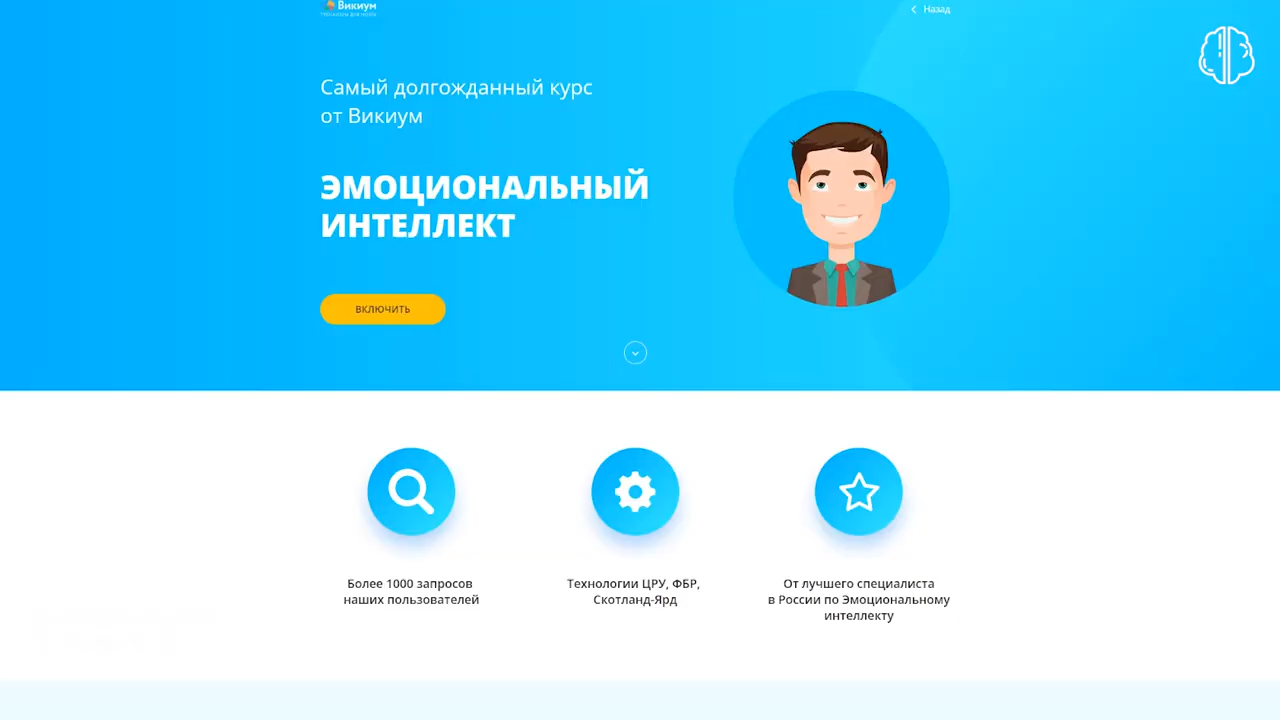 Викиум
Назад
Самый долгожданный курс
от Викиум
ЭМОЦИОНАЛЬНЫЙ
ИНТЕЛЛЕКТ
ВКЛЮЧИТЬ
Более 1000 запросов
наших пользователей
Технологии ЦРУ, ФБР,
Скотланд-Ярд
От лучшего специалиста
в России по Эмоциональному
интеллекту